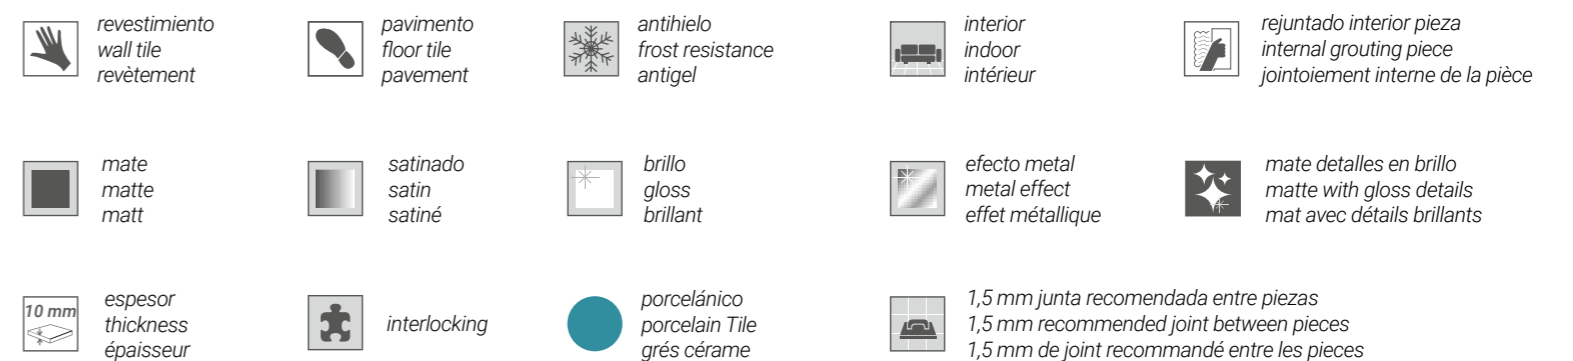 revestimiento
wall tile
revètement
pavimento
floor tile
pavement
antihielo
frost resistance
antigel
interior
indoor
intérieur
rejuntado interior pieza
internal grouting piece
jointoiement interne de la pièce
mate
matte
matt
satinado
satin
satiné
brillo
gloss
brillant
efecto metal
metal effect
effet métallique
mate detalles en brillo
matte with gloss details
mat avec détails brillants
10 mm
espesor
thickness
épaisseur
interlocking
porcelánico
porcelain Tile
grés cérame
1,5 mm junta recomendada entre piezas
1,5 mm recommended joint between pieces
1,5 mm de joint recommandé entre les pieces